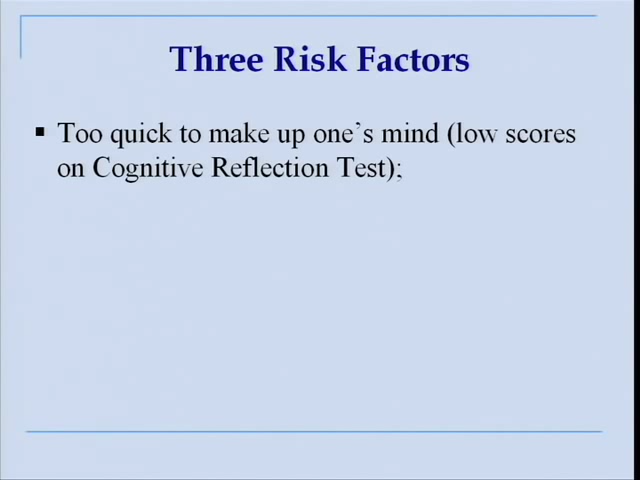 Three Risk Factors
▪ Too quick to make up one’s mind (low scores
on Cognitive Reflection Test);